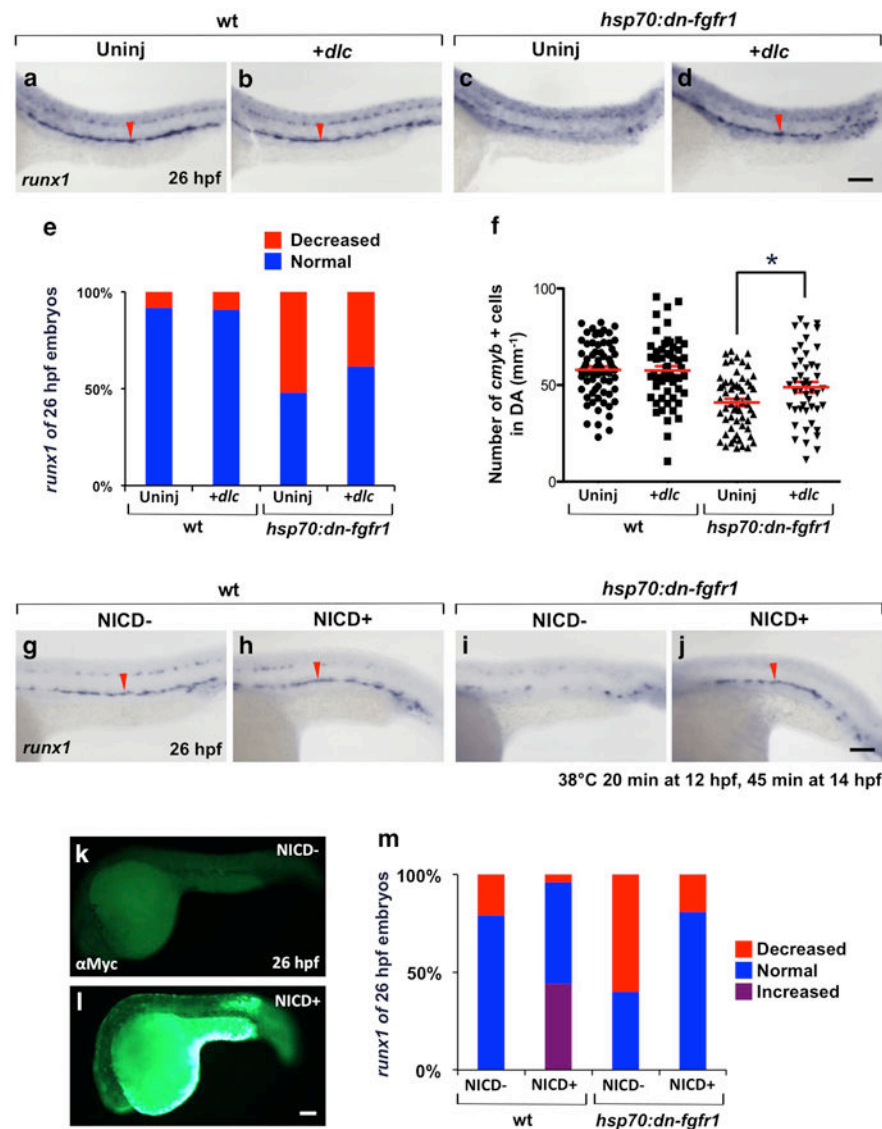 wt
hsp70:dn-fgfr1
Uninj
+dlc
Uninj
+dlc
a
b
c
d
runx1
26 hpf
e
Decreased
Normal
runx1 of 26 hpf embryos
100%
50%
0%
Uninj
+dlc
Uninj
+dlc
wt
hsp70:dn-fgfr1
f
*
Number of cmyb + cells
in DA (mm⁻¹)
100
50
0
Uninj
+dlc
Uninj
+dlc
wt
hsp70:dn-fgfr1
wt
hsp70:dn-fgfr1
NICD-
NICD+
NICD-
NICD+
g
h
i
j
runx1
26 hpf
38°C 20 min at 12 hpf, 45 min at 14 hpf
k
NICD-
αMyc
26 hpf
l
NICD+
m
runx1 of 26 hpf embryos
100%
50%
0%
Decreased
Normal
Increased
NICD-
NICD+
NICD-
NICD+
wt
hsp70:dn-fgfr1